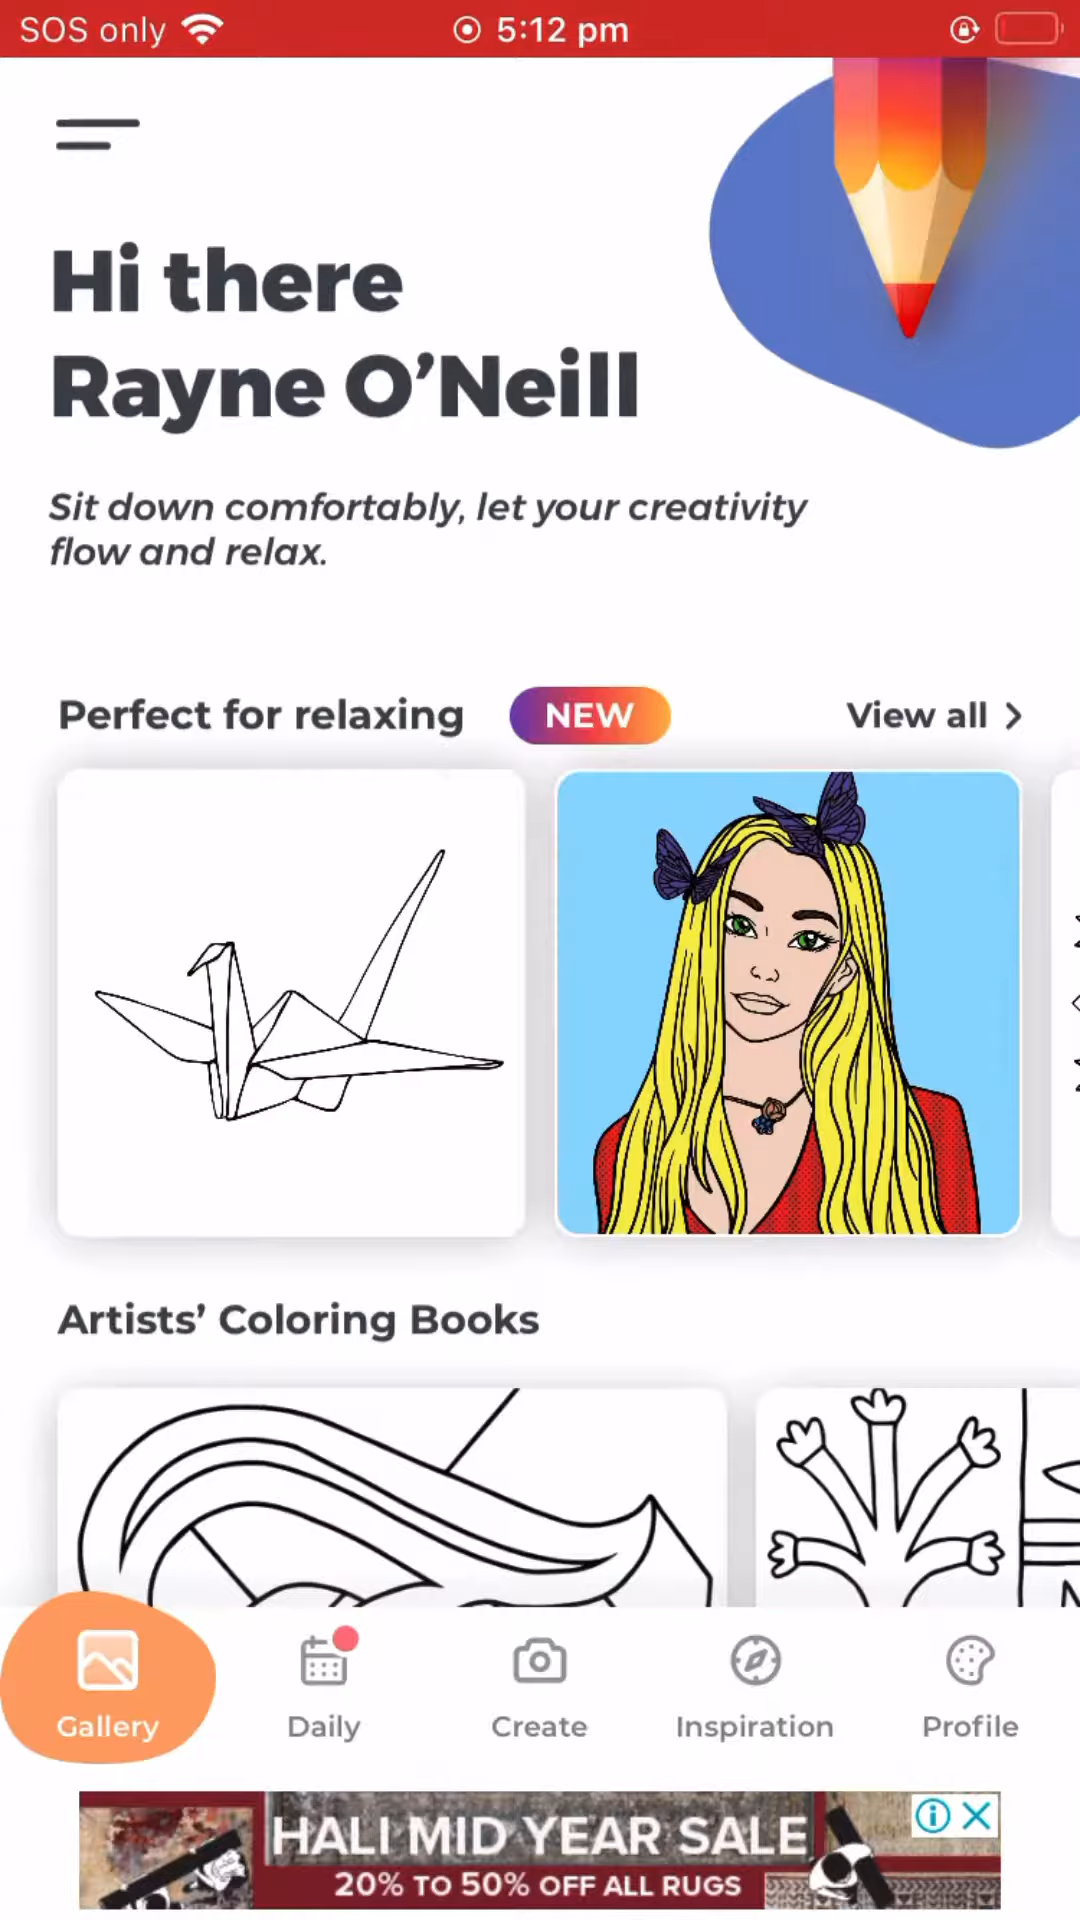 SOS only
5:12 pm
Hi there
Rayne O’Neill
Sit down comfortably, let your creativity
flow and relax.
Perfect for relaxing
NEW
View all
Artists’ Coloring Books
Gallery
Daily
Create
Inspiration
Profile
HALI MID YEAR SALE
20% TO 50% OFF ALL RUGS